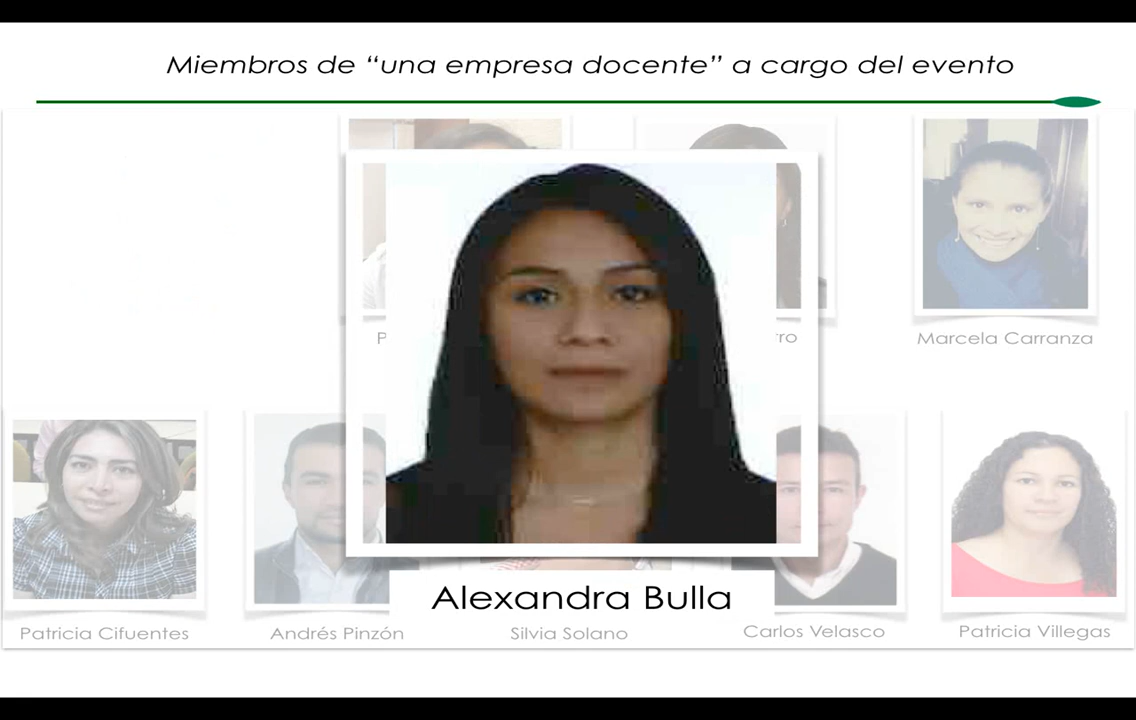 Miembros de “una empresa docente” a cargo del evento
Marcela Carranza
Alexandra Bulla
Patricia Cifuentes
Andrés Pinzón
Silvia Solano
Carlos Velasco
Patricia Villegas